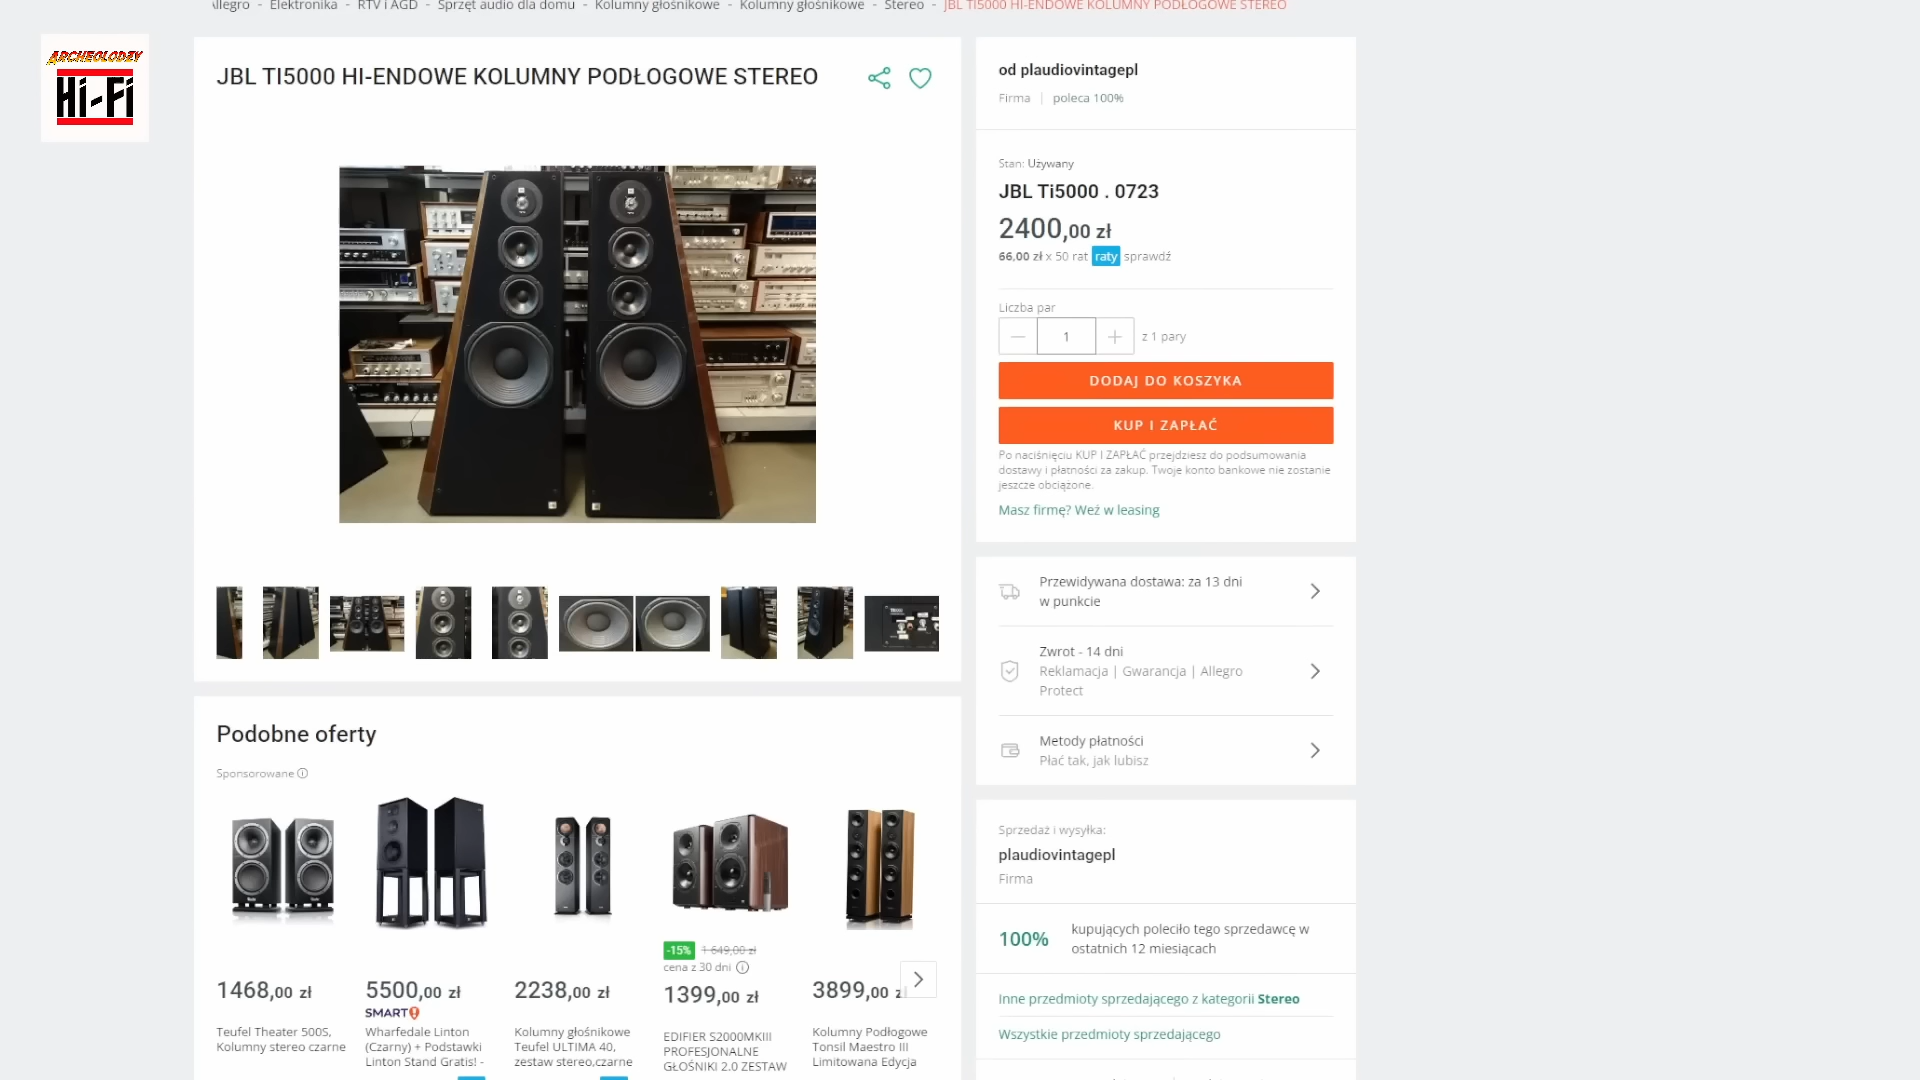 Allegro - Elektronika - RTV i AGD - Sprzęt audio dla domu - Kolumny głośnikowe - Kolumny głośnikowe - Stereo - JBL TI5000 HI-ENDOWE KOLUMNY PODŁOGOWE STEREO
ARCHEOLODZY
Hi-Fi
JBL TI5000 HI-ENDOWE KOLUMNY PODŁOGOWE STEREO
od plaudiovintagepl
Firma | poleca 100%
Stan: Używany
JBL Ti5000 . 0723
2400,00 zł
66,00 zł x 50 rat raty sprawdź
Liczba par
— 1 + z 1 pary
DODAJ DO KOSZYKA
KUP I ZAPŁAĆ
Po naciśnięciu KUP I ZAPŁAĆ przejdziesz do podsumowania
dostawy i płatności za zakup. Twoje konto bankowe nie zostanie
jeszcze obciążone.
Masz firmę? Weź w leasing
Przewidywana dostawa: za 13 dni
w punkcie
Zwrot - 14 dni
Reklamacja | Gwarancja | Allegro
Protect
Metody płatności
Płać tak, jak lubisz
Sprzedaż i wysyłka:
plaudiovintagepl
Firma
100%
kupujących poleciło tego sprzedawcę w
ostatnich 12 miesiącach
Inne przedmioty sprzedającego z kategorii Stereo
Wszystkie przedmioty sprzedającego
Podobne oferty
Sponsorowane
1468,00 zł
Teufel Theater 500S,
Kolumny stereo czarne
5500,00 zł
SMART!
Wharfedale Linton
(Czarny) + Podstawki
Linton Stand Gratis! -
2238,00 zł
Kolumny głośnikowe
Teufel ULTIMA 40,
zestaw stereo,czarne
-15% 1 649,00 zł
cena z 30 dni
1399,00 zł
EDIFIER S2000MKIII
PROFESJONALNE
GŁOŚNIKI 2.0 ZESTAW
3899,00 z
Kolumny Podłogowe
Tonsil Maestro III
Limitowana Edycja